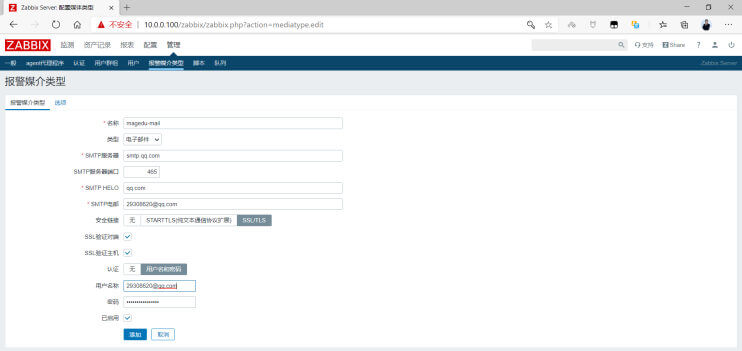 Zabbix Server: 配置媒体类型
不安全 | 10.0.0.100/zabbix/zabbix.php?action=mediatype.edit
ZABBIX 监测 资产记录 报表 配置 管理 支持 Share ?
一般 agent代理程序 认证 用户群组 用户 报警媒介类型 脚本 队列 Zabbix Server
报警媒介类型
报警媒介类型 选项
* 名称 magedu-mail
类型 电子邮件
* SMTP服务器 smtp.qq.com
SMTP服务器端口 465
* SMTP HELO qq.com
* SMTP电邮 29308620@qq.com
安全链接 无 STARTTLS(纯文本通信协议扩展) SSL/TLS
SSL验证对端
SSL验证主机
认证 无 用户名和密码
用户名称 29308620@qq.com
密码
已启用
添加 取消